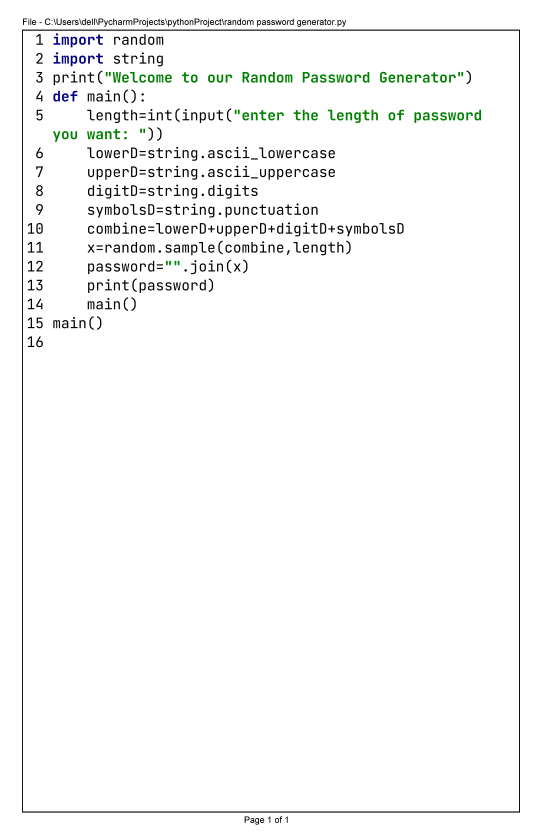 File - C:\Users\dell\PycharmProjects\pythonProject\random password generator.py
1 import random
2 import string
3 print("Welcome to our Random Password Generator")
4 def main():
5     length=int(input("enter the length of password
you want: "))
6     lowerD=string.ascii_lowercase
7     upperD=string.ascii_uppercase
8     digitD=string.digits
9     symbolsD=string.punctuation
10     combine=lowerD+upperD+digitD+symbolsD
11     x=random.sample(combine,length)
12     password="".join(x)
13     print(password)
14     main()
15 main()
16
Page 1 of 1